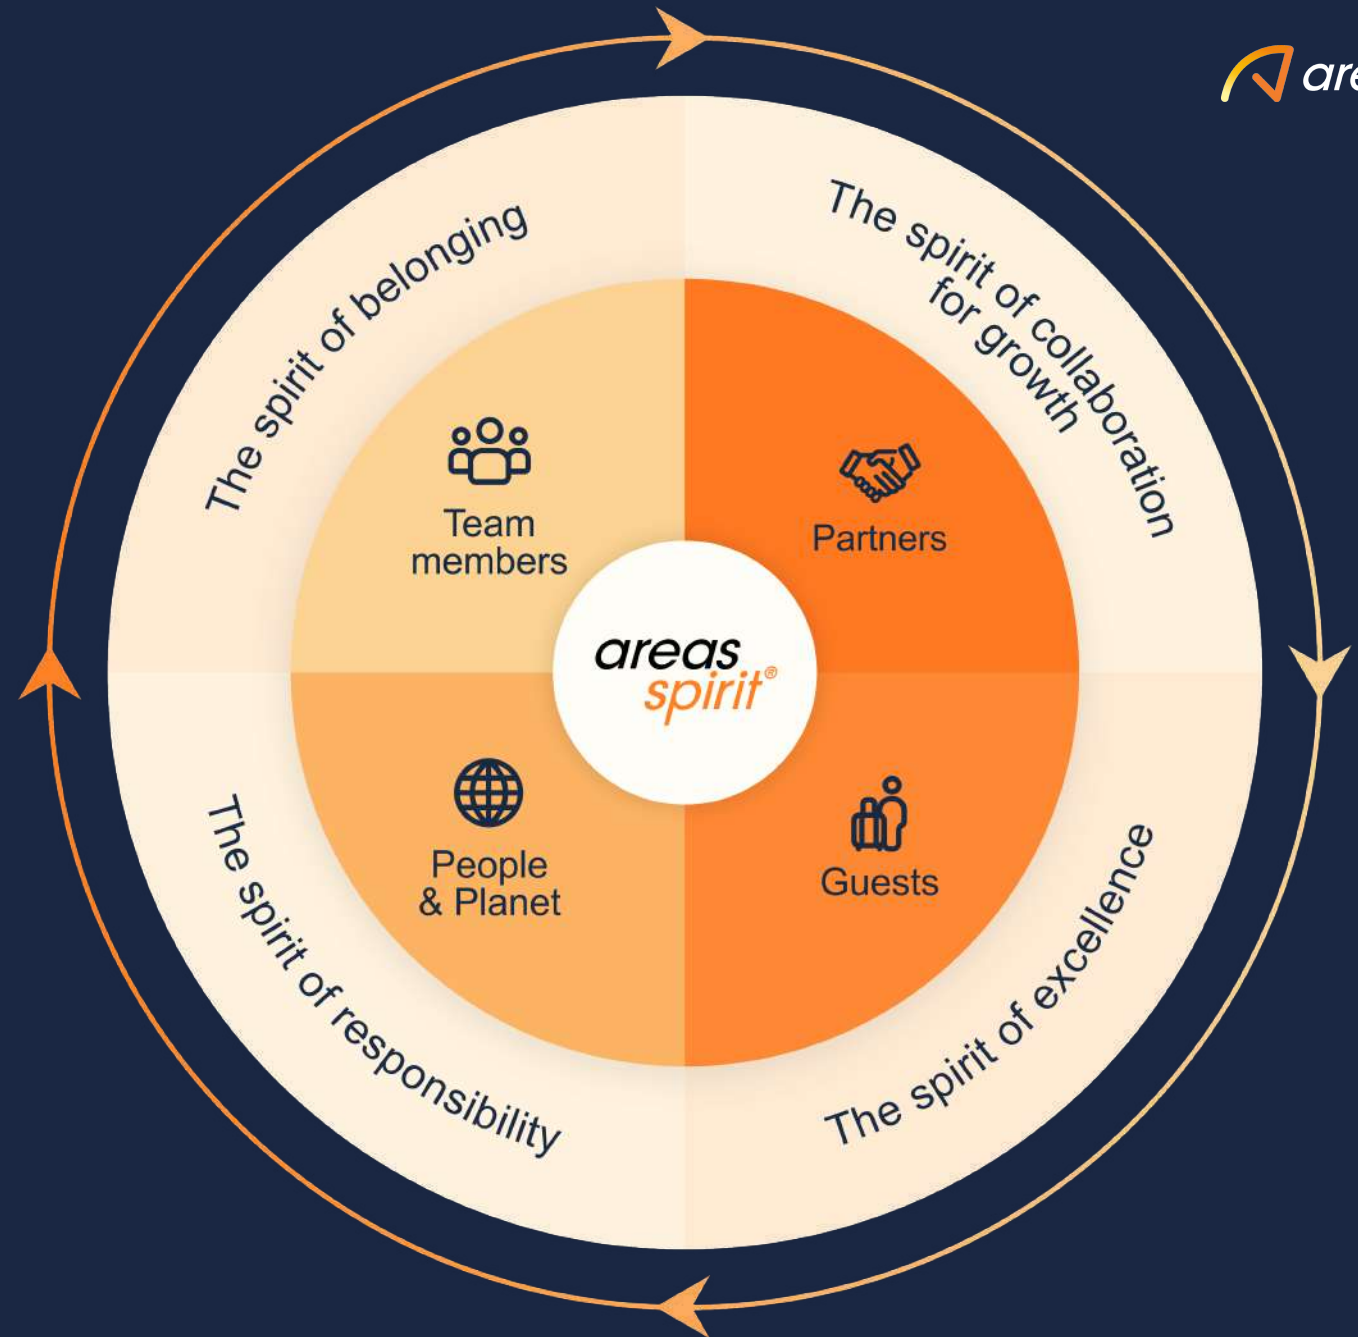 The spirit of belonging
The spirit of collaboration
for growth
Team
members
Partners
areas
spirit®
People
& Planet
Guests
The spirit of responsibility
The spirit of excellence